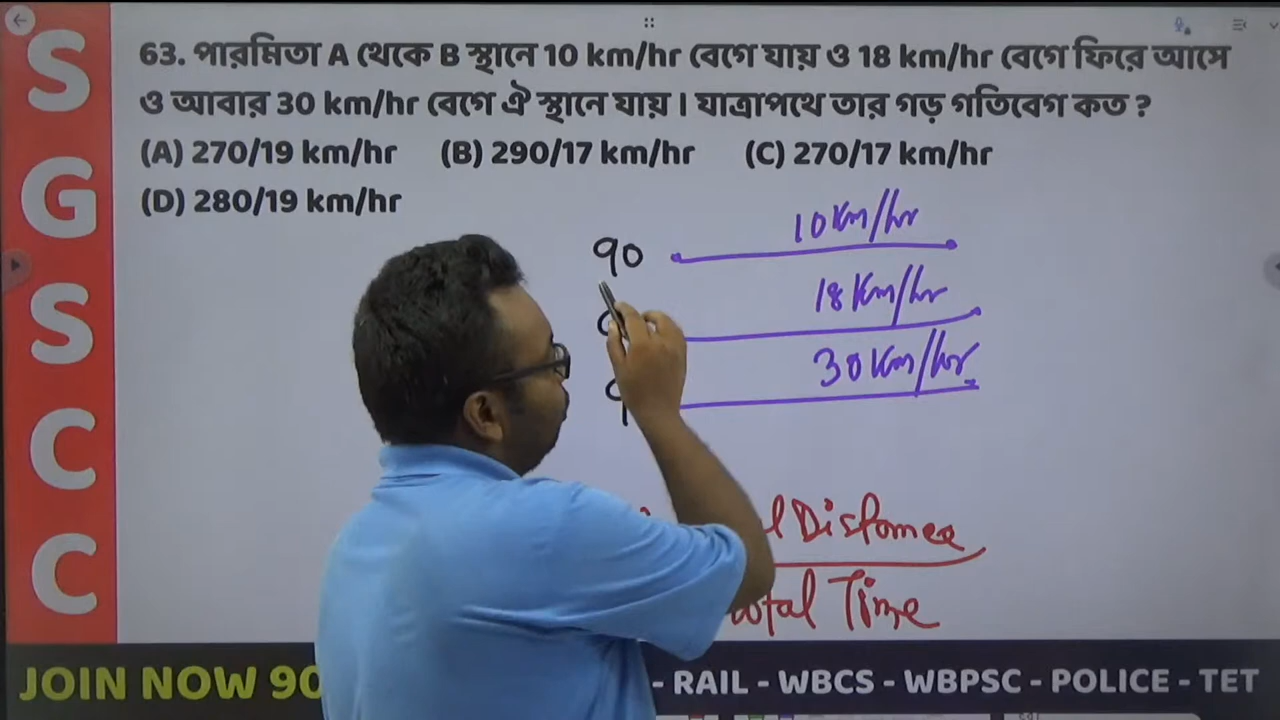 S
G
S
C
C
63. পারমিতা A থেকে B স্থানে 10 km/hr বেগে যায় ও 18 km/hr বেগে ফিরে আসে
ও আবার 30 km/hr বেগে ঐ স্থানে যায় । যাত্রাপথে তার গড় গতিবেগ কত ?
(A) 270/19 km/hr (B) 290/17 km/hr (C) 270/17 km/hr
(D) 280/19 km/hr
90 10 Km/hr
18 Km/hr
30 Km/hr
Distance
Time
JOIN NOW 90
- RAIL - WBCS - WBPSC - POLICE - TET